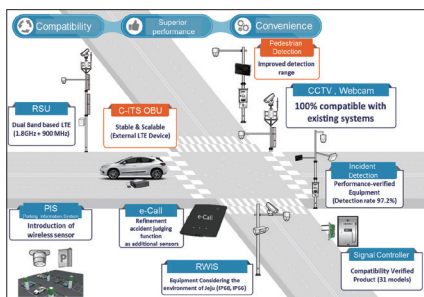 Compatibility
Superior
performance
Convenience
Pedestrian
Detection
Improved detection
range
RSU
Dual Band based LTE
(1.8GHz + 900 MHz)
C-ITS OBU
Stable & Scalable
(External LTE Device)
CCTV , Webcam
100% compatible with
existing systems
Incident
Detection
Performance-verified
Equipment
(Detection rate 97.2%)
PIS
(Parking Information System)
Introduction of
wireless sensor
P
e-Call
Refinement
accident judging
function
as additional sensors
e-Call
RWIS
Equipment Considering the
environment of Jeju (IP68, IP66)
Signal Controller
Compatibility Verified
Product (31 models)